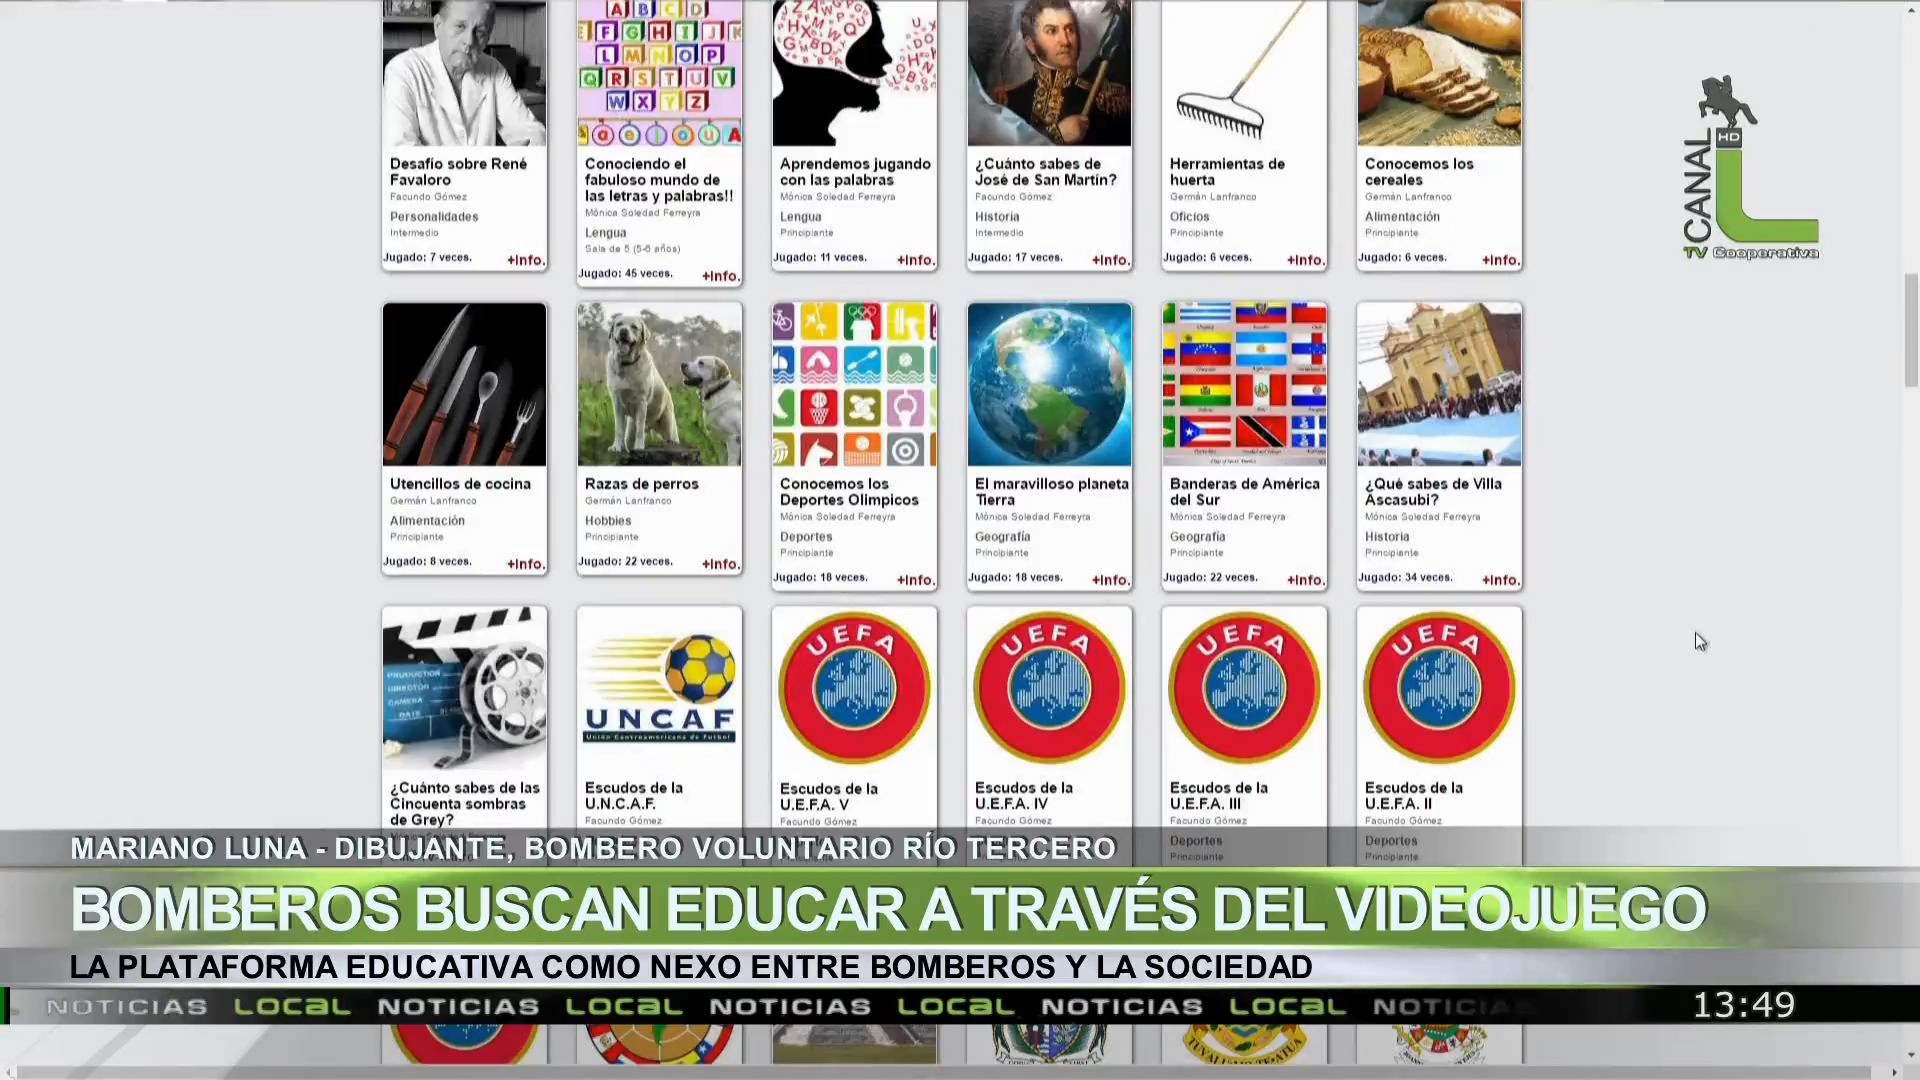 Desafío sobre René
Favaloro
Facundo Gómez
Personalidades
Intermedio
Jugado: 7 veces.
+Info.
A B C D
E F G H I J K
L M N O P
Q R S T U V
W X Y Z
a e i o u A
Conociendo el
fabuloso mundo de
las letras y palabras!!
Mónica Soledad Ferreyra
Lengua
Sala de 5 (5-6 años)
Jugado: 45 veces.
+Info.
Aprendemos jugando
con las palabras
Mónica Soledad Ferreyra
Lengua
Principiante
Jugado: 11 veces.
+Info.
¿Cuánto sabes de
José de San Martín?
Facundo Gómez
Historia
Intermedio
Jugado: 17 veces.
+Info.
Herramientas de
huerta
Germán Lanfranco
Oficios
Principiante
Jugado: 6 veces.
+Info.
Conocemos los
cereales
Germán Lanfranco
Alimentación
Principiante
Jugado: 6 veces.
+Info.
CANAL
HD
L
TV Cooperativa
Utencillos de cocina
Germán Lanfranco
Alimentación
Principiante
Jugado: 8 veces.
+Info.
Razas de perros
Germán Lanfranco
Hobbies
Principiante
Jugado: 22 veces.
+Info.
Conocemos los
Deportes Olimpicos
Mónica Soledad Ferreyra
Deportes
Principiante
Jugado: 18 veces.
+Info.
El maravilloso planeta
Tierra
Mónica Soledad Ferreyra
Geografía
Principiante
Jugado: 18 veces.
+Info.
Banderas de América
del Sur
Mónica Soledad Ferreyra
Geografía
Principiante
Jugado: 22 veces.
+Info.
¿Qué sabes de Villa
Ascasubi?
Mónica Soledad Ferreyra
Historia
Principiante
Jugado: 34 veces.
+Info.
PRODUCTION
DIRECTOR
CAMERA
DATE
¿Cuánto sabes de las
Cincuenta sombras
de Grey?
UNCAF
Unión Centroamericana de Futbol
Escudos de la
U.N.C.A.F.
Facundo Gómez
UEFA
Escudos de la
U.E.F.A. V
Facundo Gómez
UEFA
Escudos de la
U.E.F.A. IV
Facundo Gómez
UEFA
Escudos de la
U.E.F.A. III
Facundo Gómez
Deportes
Principiante
UEFA
Escudos de la
U.E.F.A. II
Facundo Gómez
Deportes
Principiante
MARIANO LUNA - DIBUJANTE, BOMBERO VOLUNTARIO RÍO TERCERO
BOMBEROS BUSCAN EDUCAR A TRAVÉS DEL VIDEOJUEGO
LA PLATAFORMA EDUCATIVA COMO NEXO ENTRE BOMBEROS Y LA SOCIEDAD
NOTICIAS LOCAL NOTICIAS LOCAL NOTICIAS LOCAL NOTICIAS LOCAL NOTICIAS
13:49